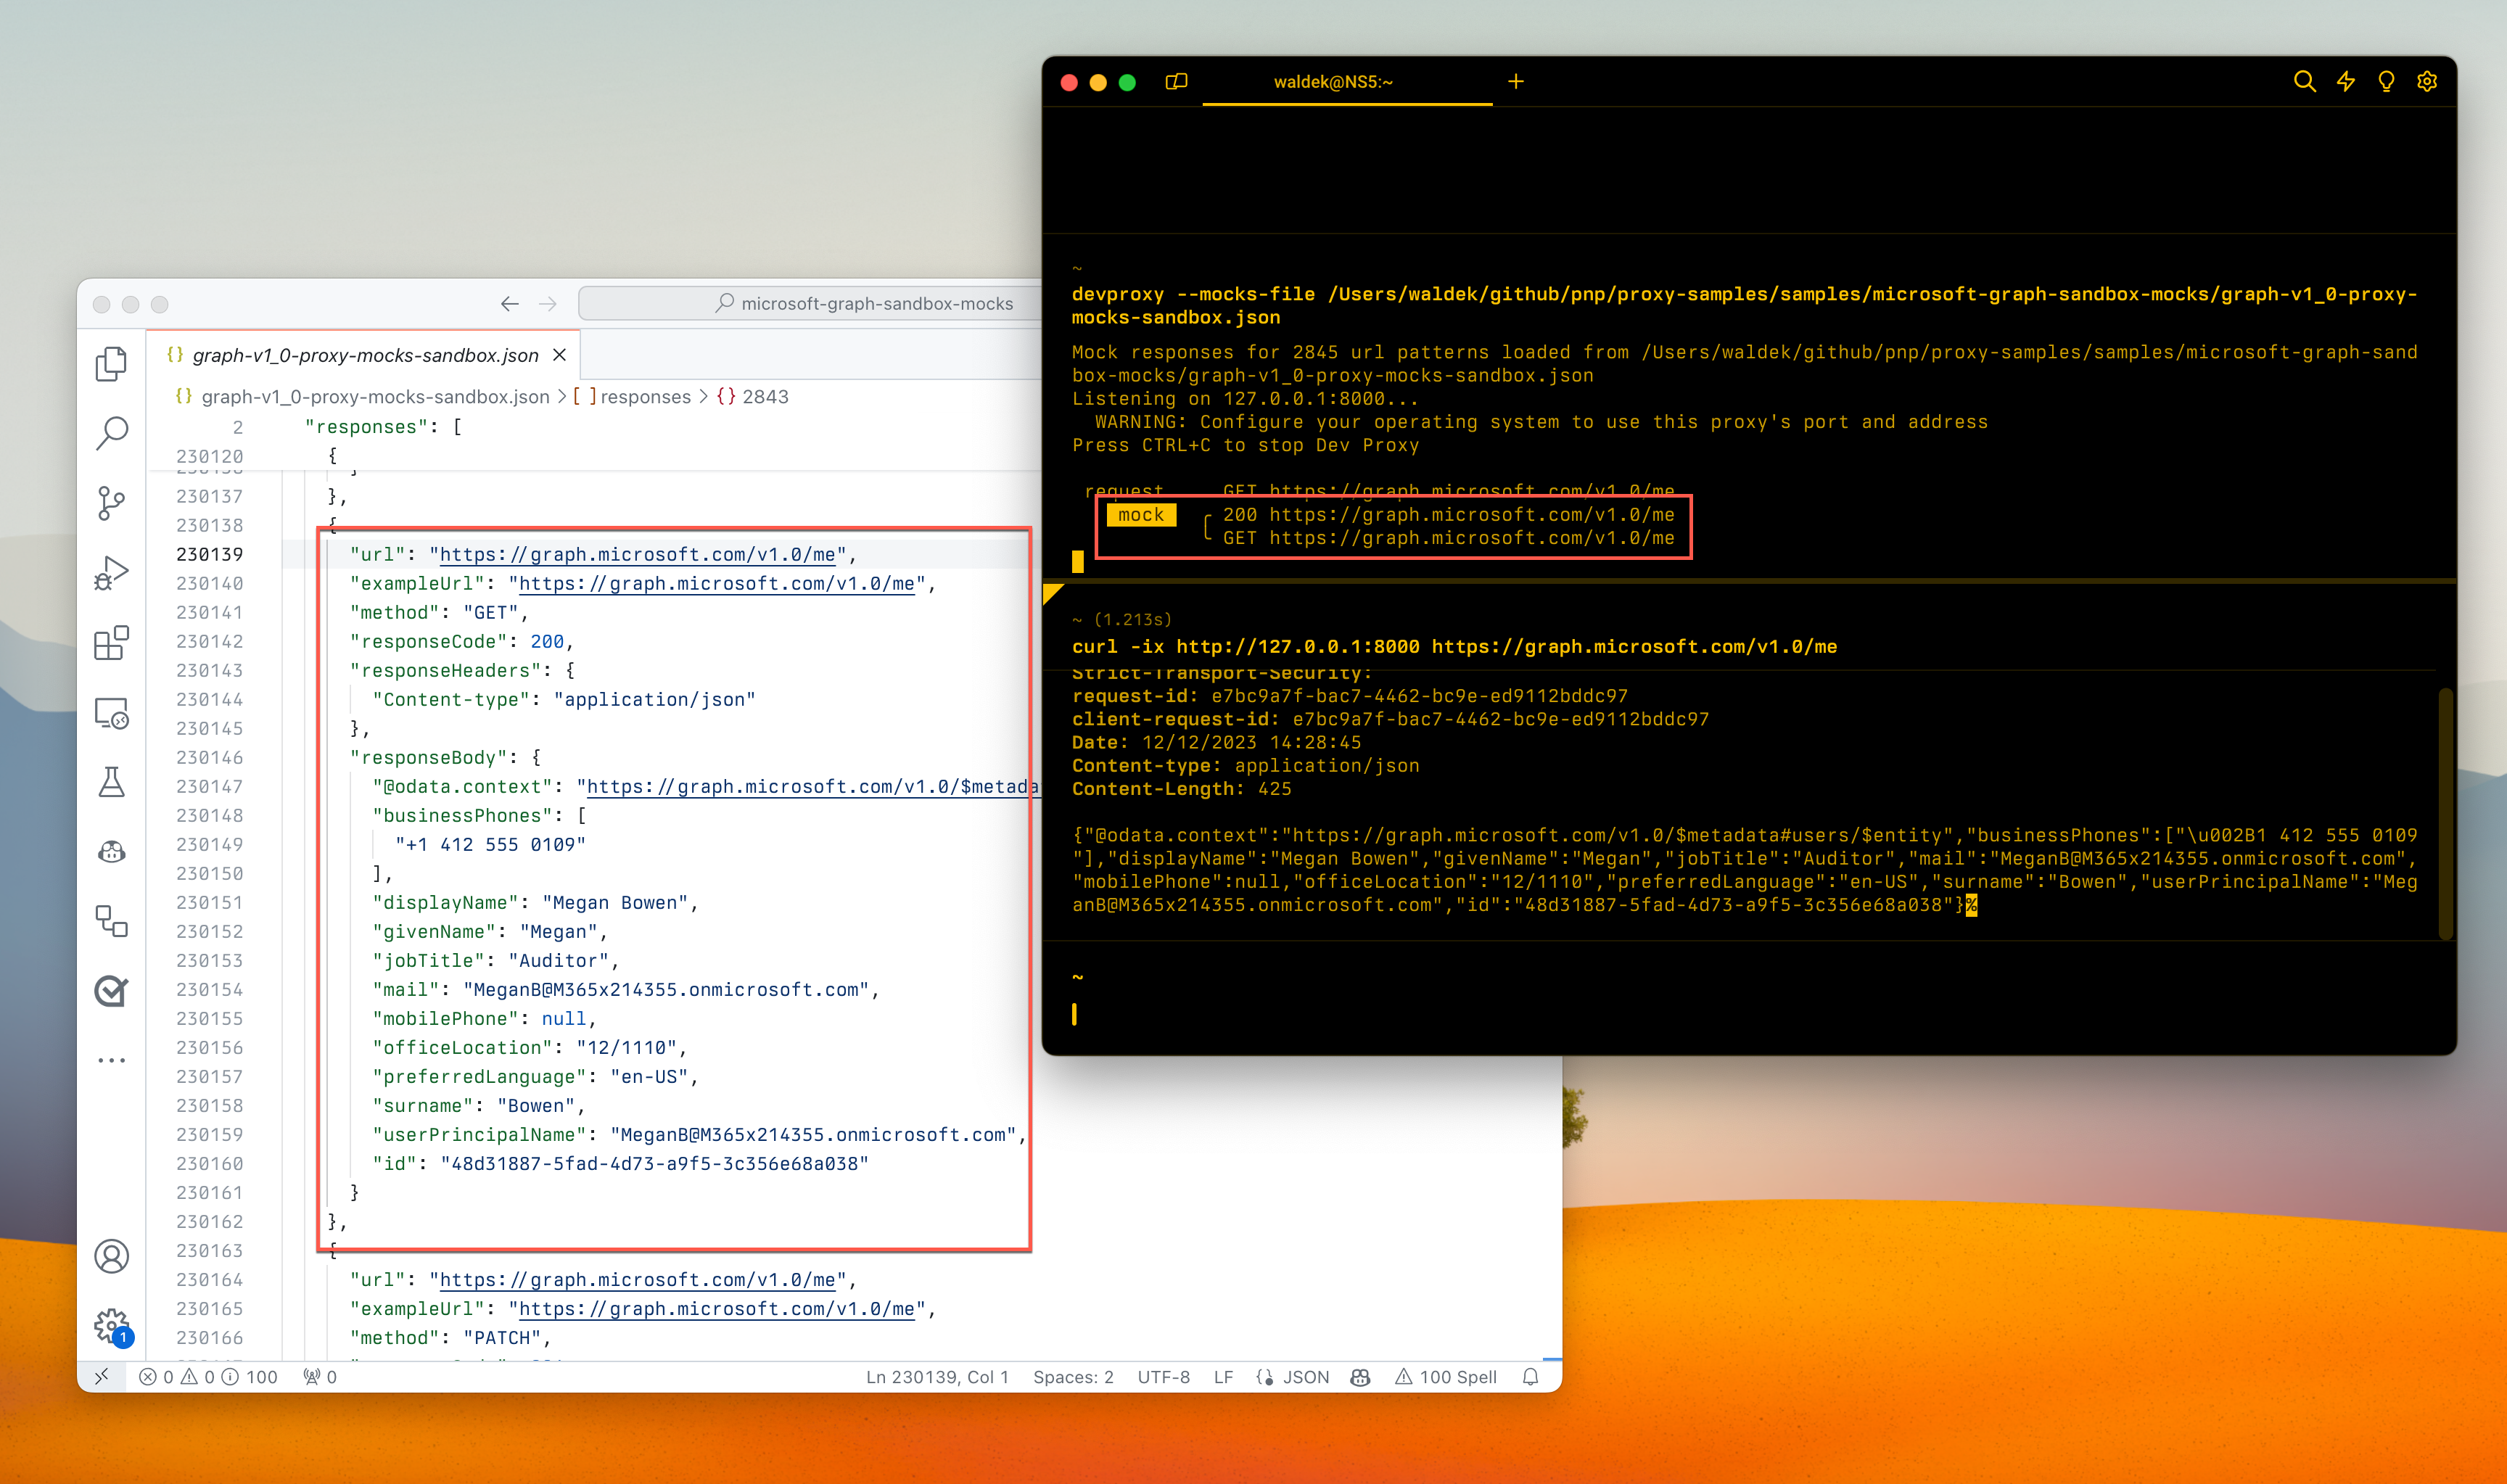 microsoft-graph-sandbox-mocks
{} graph-v1_0-proxy-mocks-sandbox.json
{} graph-v1_0-proxy-mocks-sandbox.json > [ ] responses > {} 2843
2 "responses": [
230120 {
230137 },
230138 {
230139 "url": "https://graph.microsoft.com/v1.0/me",
230140 "exampleUrl": "https://graph.microsoft.com/v1.0/me",
230141 "method": "GET",
230142 "responseCode": 200,
230143 "responseHeaders": {
230144 "Content-type": "application/json"
230145 },
230146 "responseBody": {
230147 "@odata.context": "https://graph.microsoft.com/v1.0/$metada
230148 "businessPhones": [
230149 "+1 412 555 0109"
230150 ],
230151 "displayName": "Megan Bowen",
230152 "givenName": "Megan",
230153 "jobTitle": "Auditor",
230154 "mail": "MeganB@M365x214355.onmicrosoft.com",
230155 "mobilePhone": null,
230156 "officeLocation": "12/1110",
230157 "preferredLanguage": "en-US",
230158 "surname": "Bowen",
230159 "userPrincipalName": "MeganB@M365x214355.onmicrosoft.com",
230160 "id": "48d31887-5fad-4d73-a9f5-3c356e68a038"
230161 }
230162 },
230163 {
230164 "url": "https://graph.microsoft.com/v1.0/me",
230165 "exampleUrl": "https://graph.microsoft.com/v1.0/me",
230166 "method": "PATCH",
1
0 0 100 0 Ln 230139, Col 1 Spaces: 2 UTF-8 LF {} JSON 100 Spell
waldek@NS5:~
~
devproxy --mocks-file /Users/waldek/github/pnp/proxy-samples/samples/microsoft-graph-sandbox-mocks/graph-v1_0-proxy-
mocks-sandbox.json
Mock responses for 2845 url patterns loaded from /Users/waldek/github/pnp/proxy-samples/samples/microsoft-graph-sand
box-mocks/graph-v1_0-proxy-mocks-sandbox.json
Listening on 127.0.0.1:8000...
WARNING: Configure your operating system to use this proxy's port and address
Press CTRL+C to stop Dev Proxy
request GET https://graph.microsoft.com/v1.0/me
mock 200 https://graph.microsoft.com/v1.0/me
GET https://graph.microsoft.com/v1.0/me
~ (1.213s)
curl -ix http://127.0.0.1:8000 https://graph.microsoft.com/v1.0/me
Strict-Transport-Security:
request-id: e7bc9a7f-bac7-4462-bc9e-ed9112bddc97
client-request-id: e7bc9a7f-bac7-4462-bc9e-ed9112bddc97
Date: 12/12/2023 14:28:45
Content-type: application/json
Content-Length: 425
{"@odata.context":"https://graph.microsoft.com/v1.0/$metadata#users/$entity","businessPhones":["\u002B1 412 555 0109
"],"displayName":"Megan Bowen","givenName":"Megan","jobTitle":"Auditor","mail":"MeganB@M365x214355.onmicrosoft.com",
"mobilePhone":null,"officeLocation":"12/1110","preferredLanguage":"en-US","surname":"Bowen","userPrincipalName":"Meg
anB@M365x214355.onmicrosoft.com","id":"48d31887-5fad-4d73-a9f5-3c356e68a038"}%
~